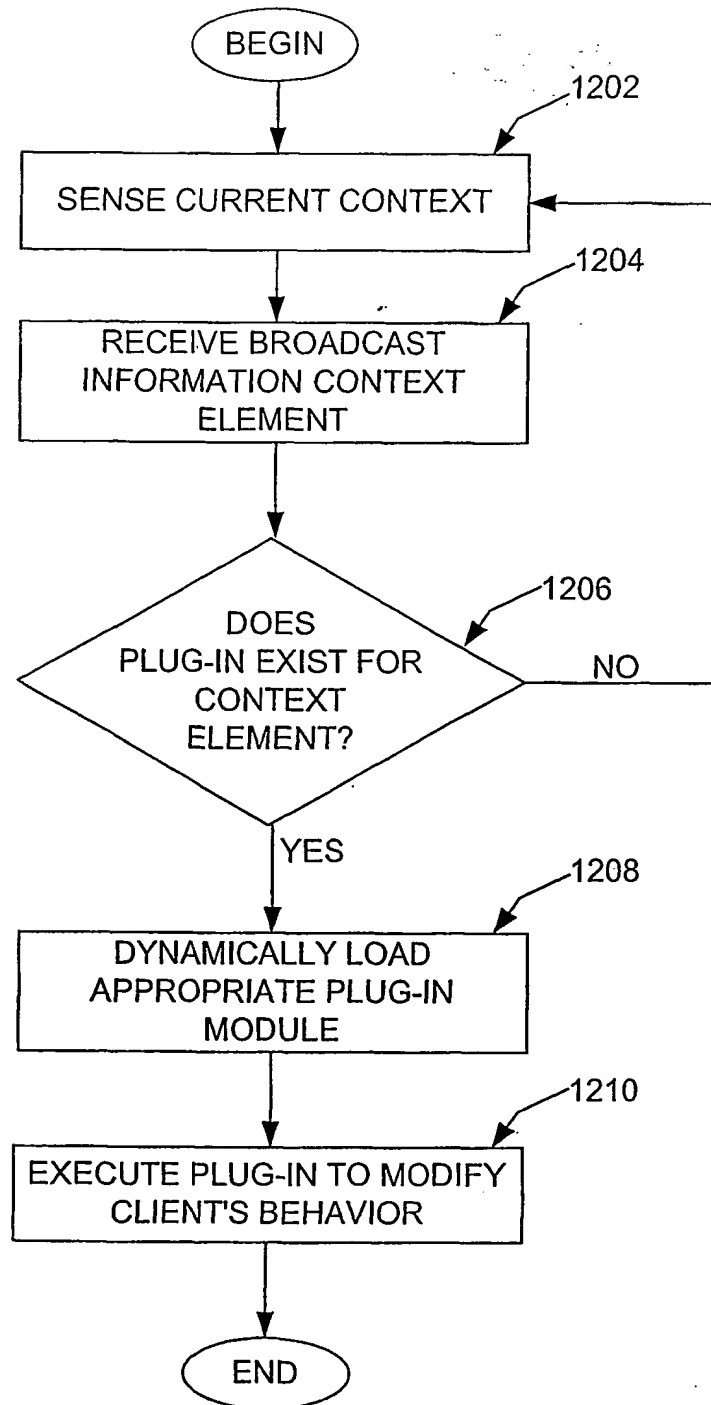 BEGIN
1202
SENSE CURRENT CONTEXT
1204
RECEIVE BROADCAST
INFORMATION CONTEXT
ELEMENT
1206
DOES
PLUG-IN EXIST FOR
CONTEXT
ELEMENT?
NO
YES
1208
DYNAMICALLY LOAD
APPROPRIATE PLUG-IN
MODULE
1210
EXECUTE PLUG-IN TO MODIFY
CLIENT'S BEHAVIOR
END